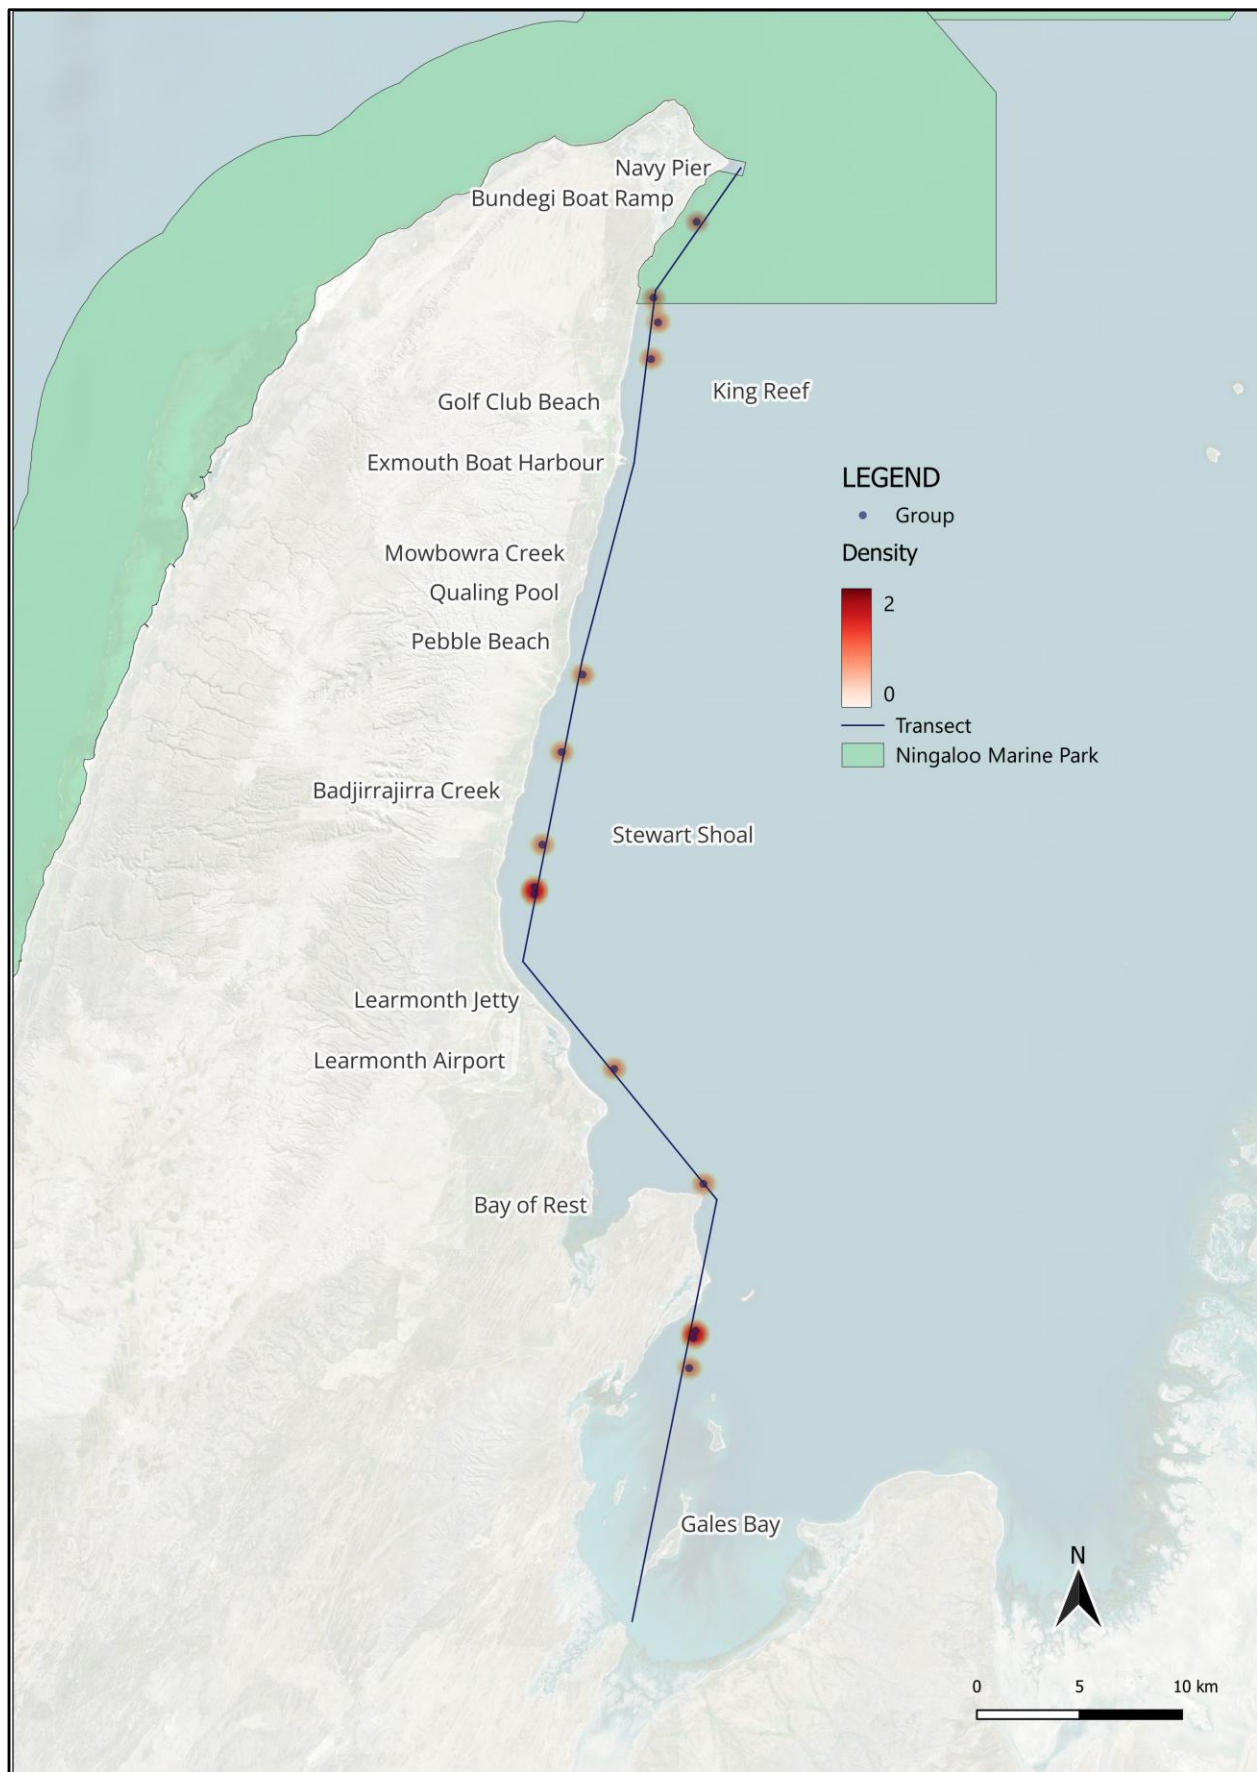 Navy Pier
Bundegi Boat Ramp
King Reef
Golf Club Beach
Exmouth Boat Harbour
LEGEND
Group
Density
2
0
Transect
Ningaloo Marine Park
Mowbowra Creek
Qualing Pool
Pebble Beach
Badjirrajirra Creek
Stewart Shoal
Learmonth Jetty
Learmonth Airport
Bay of Rest
Gales Bay
N
0 5 10 km